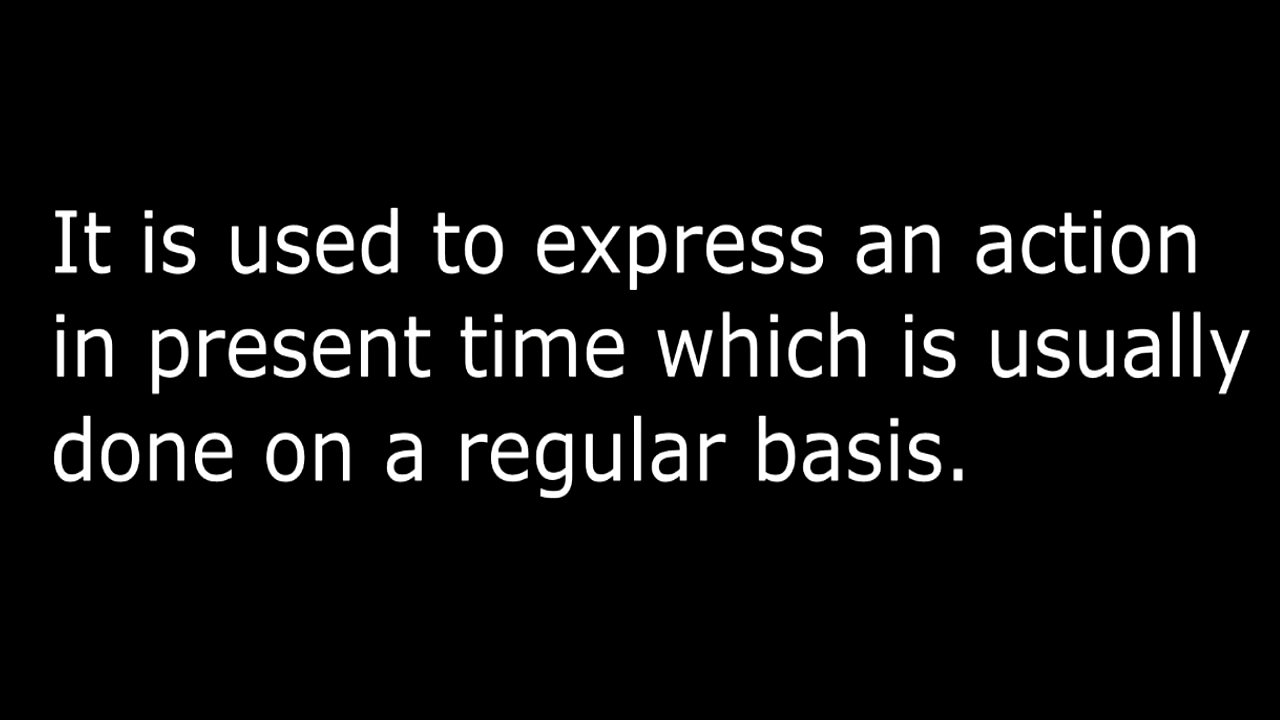 It is used to express an action
in present time which is usually
done on a regular basis.